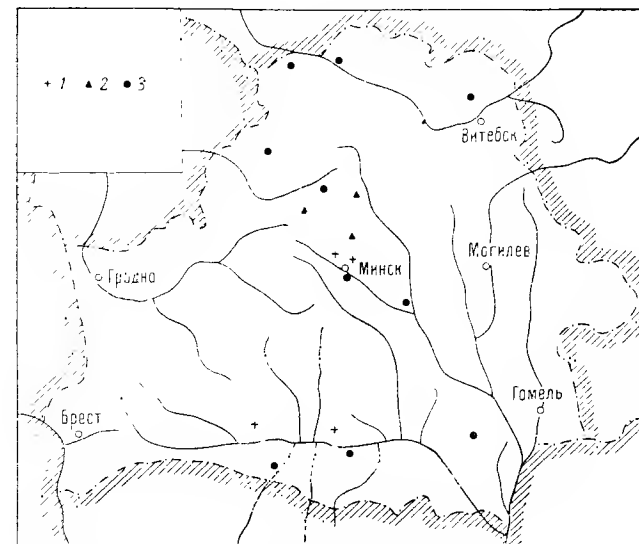 + 1 ▲ 2 ● 3
Витебск
Могилев
Минск
Гродно
Гомель
Брест